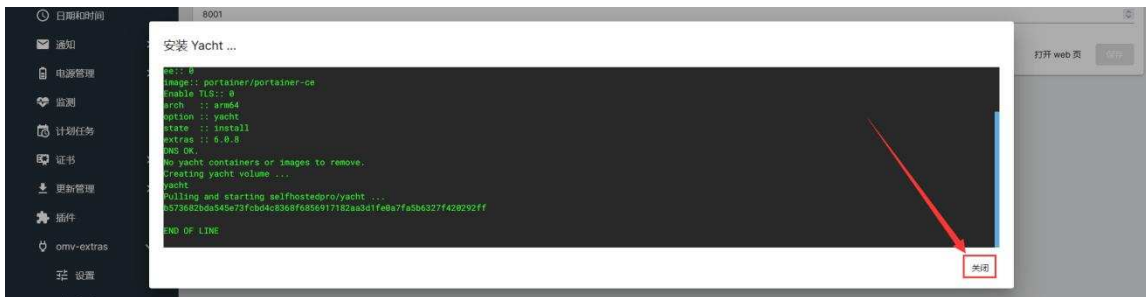 日期和时间
8001
通知
安装 Yacht ...
打开 web 页
保存
电源管理
ee:: 0
image:: portainer/portainer-ce
Enable TLS:: 0
arch :: arm64
option :: yacht
state :: install
extras :: 6.0.8
DNS OK.
No yacht containers or images to remove.
Creating yacht volume ...
yacht
Pulling and starting selfhostedpro/yacht ...
b573682bda545e73fcbd4c8368f6856917182aa3d1fe0a7fa5b6327f420292ff
END OF LINE
监测
计划任务
证书
更新管理
插件
omv-extras
设置
关闭